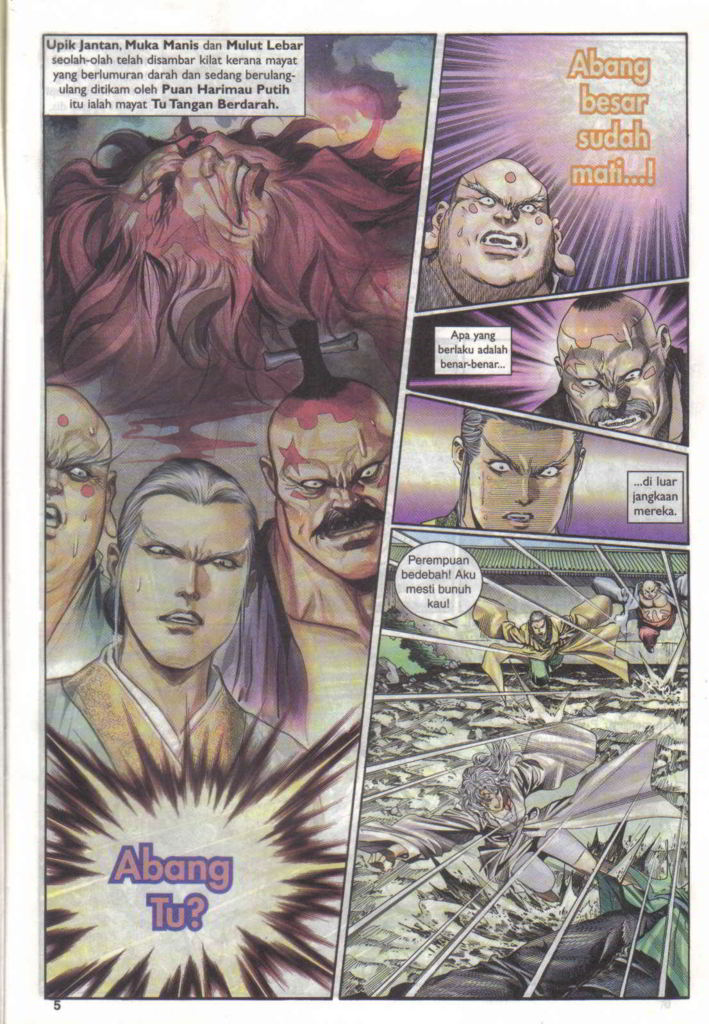 Upik Jantan, Muka Manis dan Mulut Lebar
seolah-olah telah disambar kilat kerana mayat
yang berlumuran darah dan sedang berulang-
ulang ditikam oleh Puan Harimau Putih
itu ialah mayat Tu Tangan Berdarah.
Abang
Tu?
Abang
besar
sudah
mati...!
Apa yang
berlaku adalah
benar-benar...
...di luar
jangkaan
mereka.
Perempuan
bedebah! Aku
mesti bunuh
kau!
5